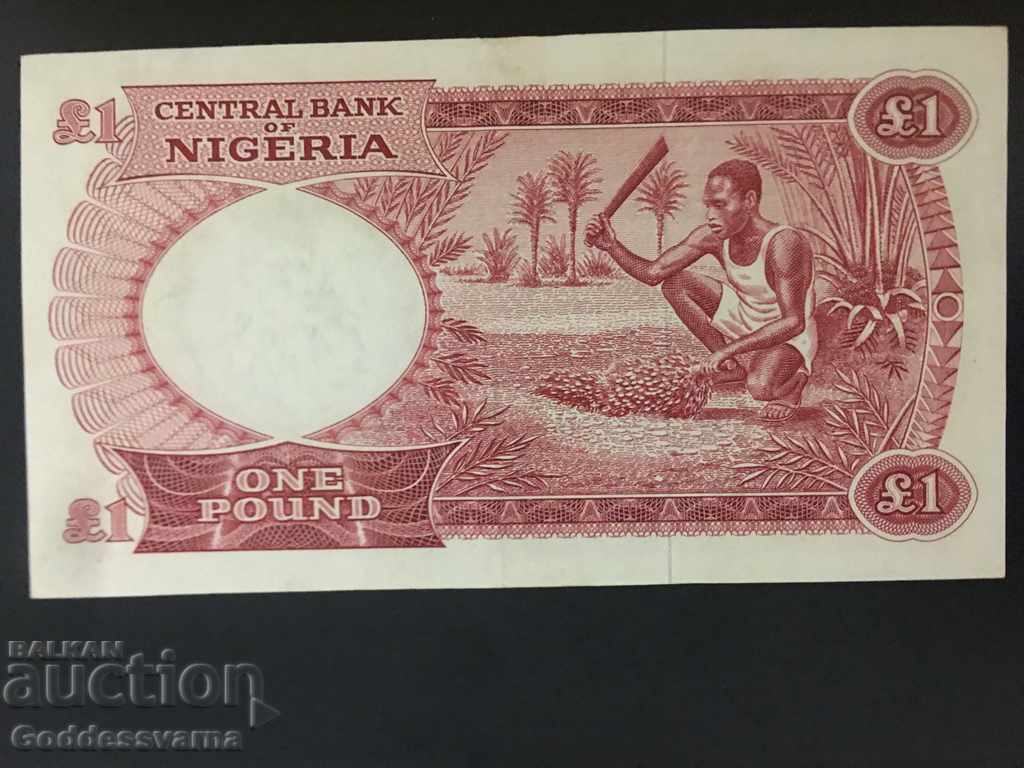 £1
CENTRAL BANK
OF
NIGERIA
£1
ONE
POUND
£1
£1
BALKAN
auction
Goddessvarna